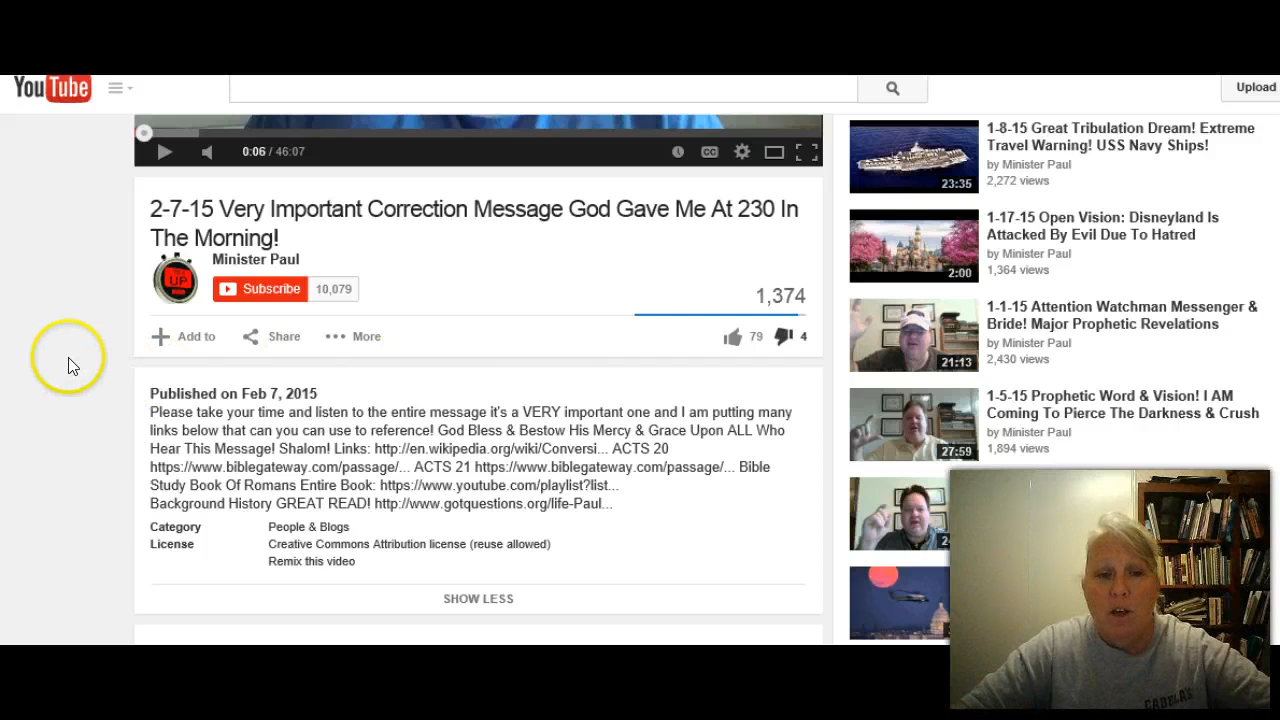 YouTube
Upload
0:06 / 46:07
CC
2-7-15 Very Important Correction Message God Gave Me At 230 In
The Morning!
Minister Paul
UP
Subscribe 10,079
1,374
Add to Share More 79 4
Published on Feb 7, 2015
Please take your time and listen to the entire message it's a VERY important one and I am putting many
links below that can you can use to reference! God Bless & Bestow His Mercy & Grace Upon ALL Who
Hear This Message! Shalom! Links: http://en.wikipedia.org/wiki/Conversi... ACTS 20
https://www.biblegateway.com/passage/... ACTS 21 https://www.biblegateway.com/passage/... Bible
Study Book Of Romans Entire Book: https://www.youtube.com/playlist?list...
Background History GREAT READ! http://www.gotquestions.org/life-Paul...
Category People & Blogs
License Creative Commons Attribution license (reuse allowed)
Remix this video
SHOW LESS
23:35
1-8-15 Great Tribulation Dream! Extreme
Travel Warning! USS Navy Ships!
by Minister Paul
2,272 views
2:00
1-17-15 Open Vision: Disneyland Is
Attacked By Evil Due To Hatred
by Minister Paul
1,364 views
21:13
1-1-15 Attention Watchman Messenger &
Bride! Major Prophetic Revelations
by Minister Paul
2,430 views
27:59
1-5-15 Prophetic Word & Vision! I AM
Coming To Pierce The Darkness & Crush
by Minister Paul
1,894 views
CABELA'S